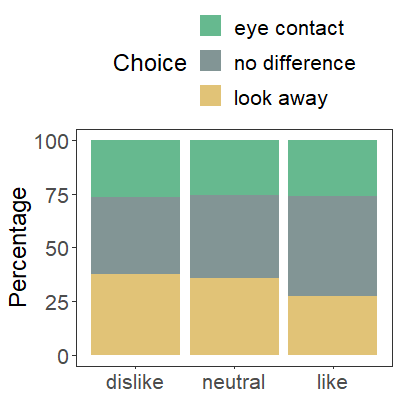 eye contact
Choice no difference
look away
100
75
50
25
0
Percentage
dislike neutral like